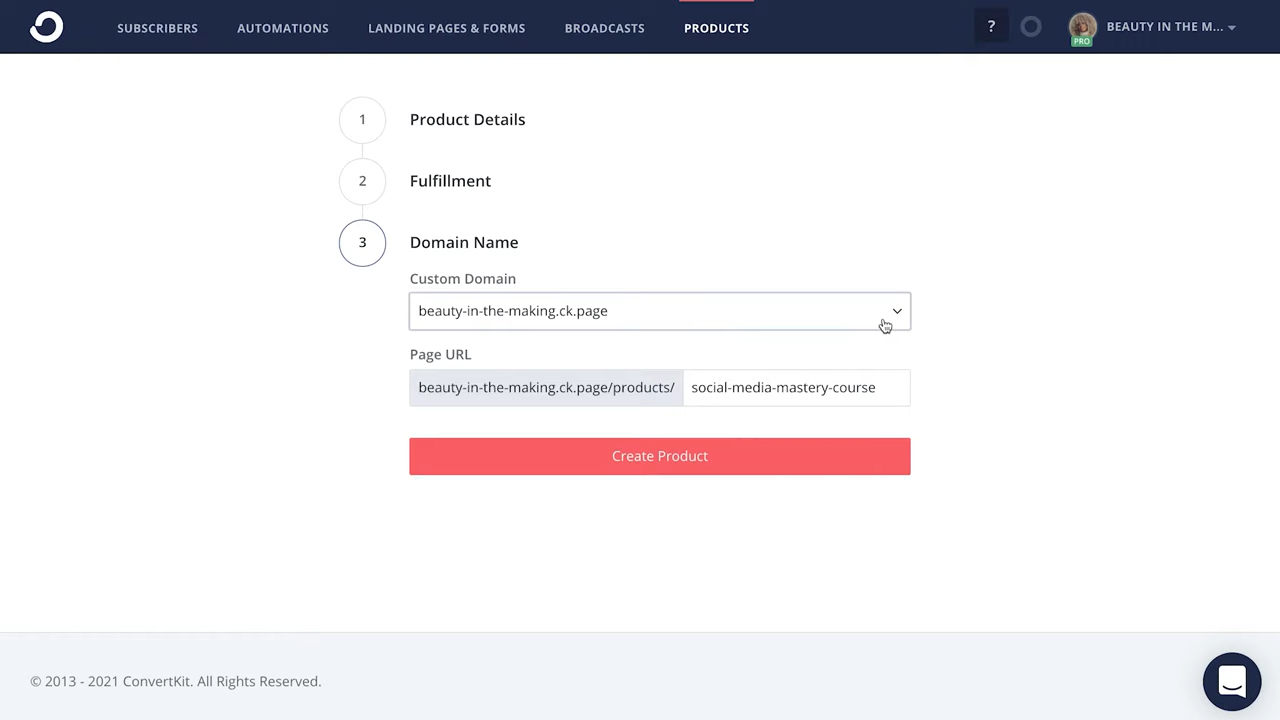 SUBSCRIBERS AUTOMATIONS LANDING PAGES & FORMS BROADCASTS PRODUCTS ? PRO BEAUTY IN THE M...
1 Product Details
2 Fulfillment
3 Domain Name
Custom Domain
beauty-in-the-making.ck.page
Page URL
beauty-in-the-making.ck.page/products/ social-media-mastery-course
Create Product
© 2013 - 2021 ConvertKit. All Rights Reserved.